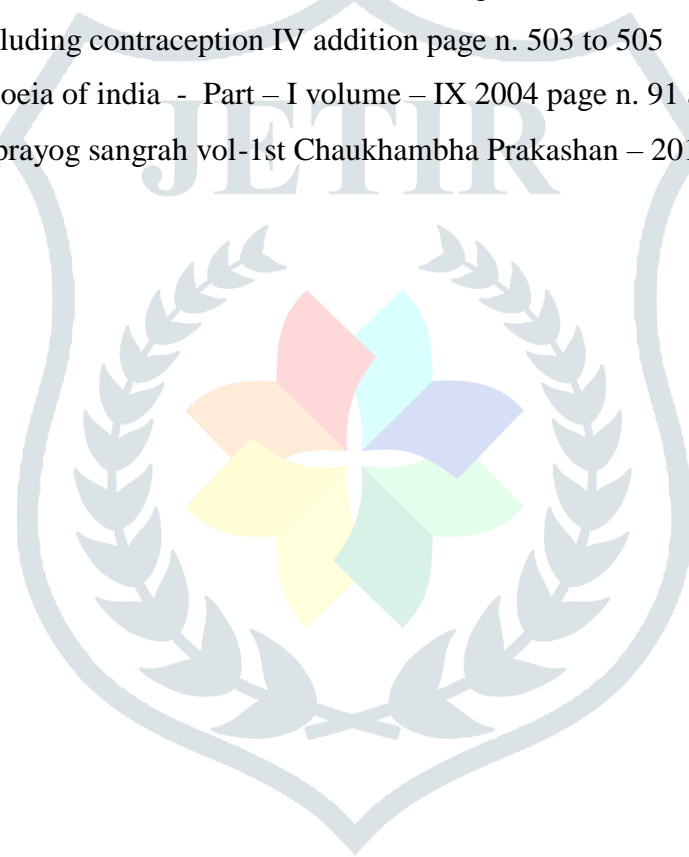 luding contraception IV addition page n. 503 to 505
oeia of india - Part – I volume – IX 2004 page n. 91
prayog sangrah vol-1st Chaukhambha Prakashan – 201
JETIR